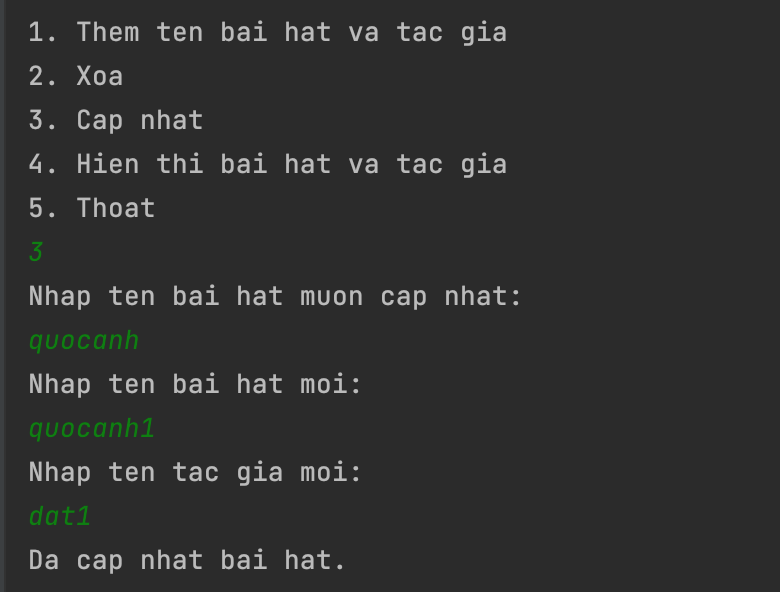 1. Them ten bai hat va tac gia
2. Xoa
3. Cap nhat
4. Hien thi bai hat va tac gia
5. Thoat
3
Nhap ten bai hat muon cap nhat:
quocanh
Nhap ten bai hat moi:
quocanh1
Nhap ten tac gia moi:
dat1
Da cap nhat bai hat.